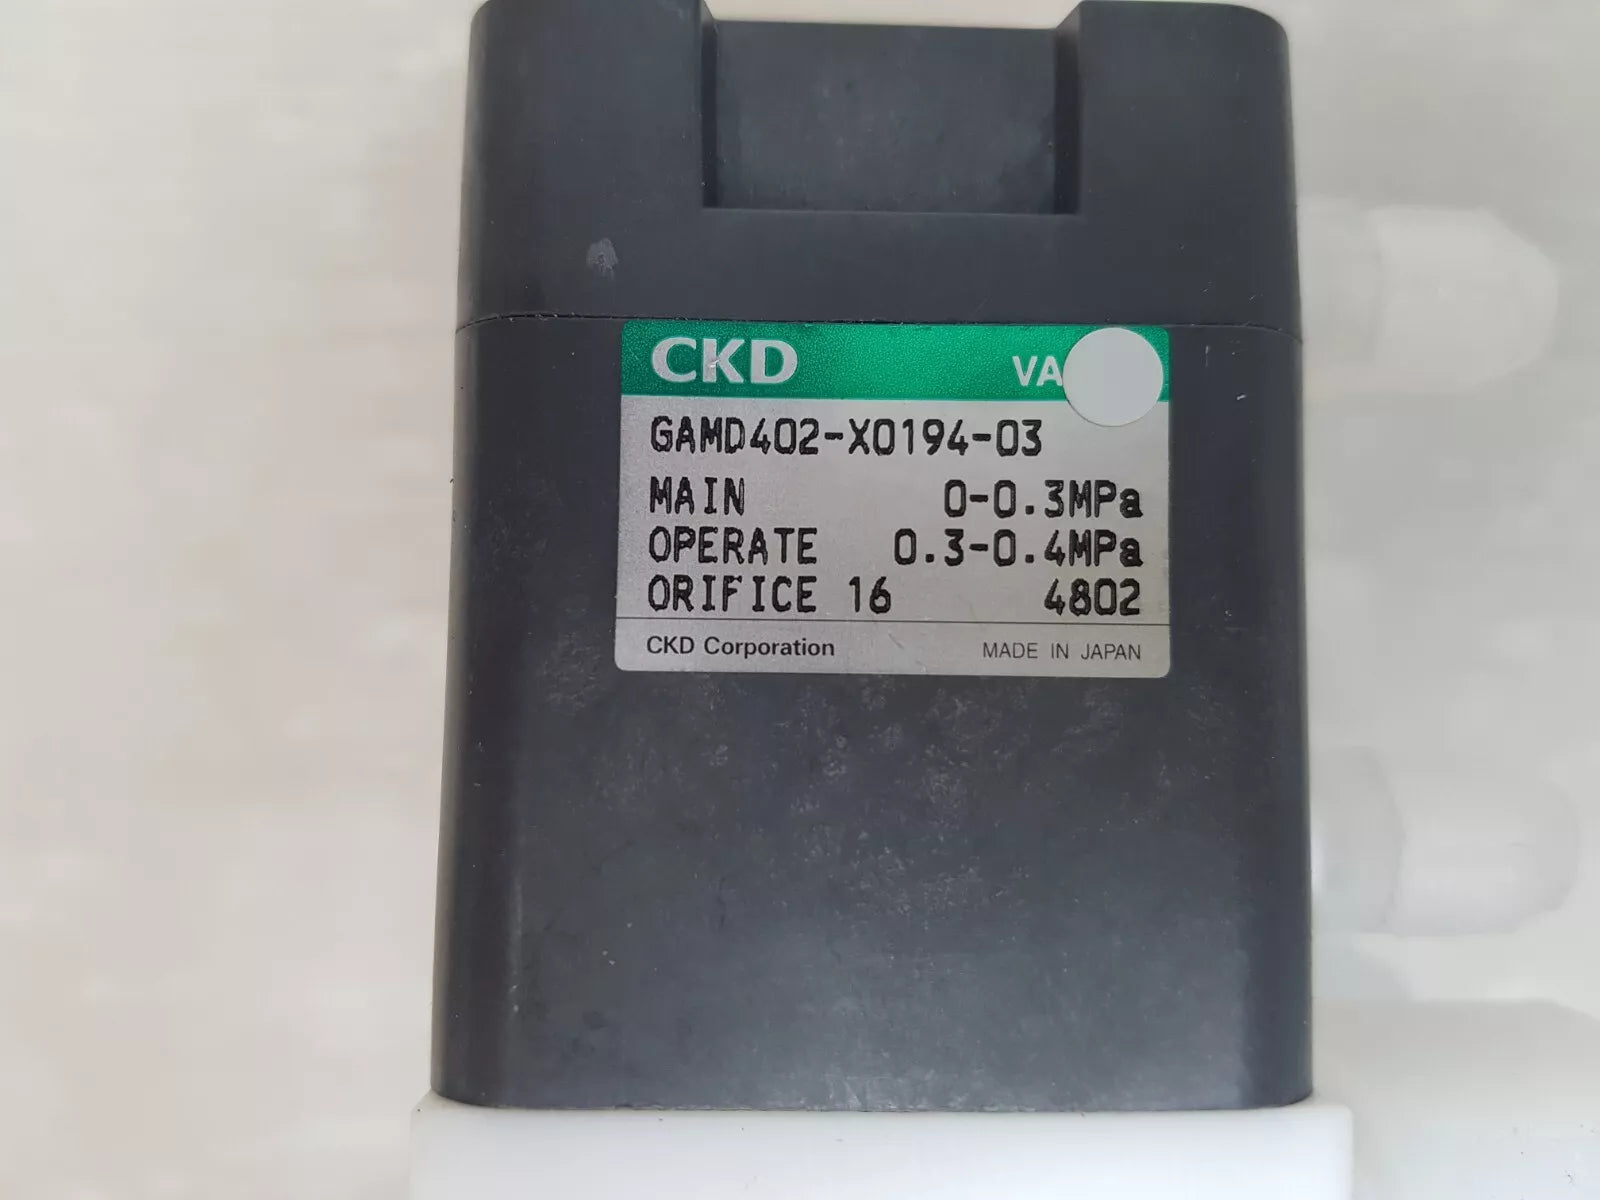 CKD
GAMD402-X0194-03
MAIN 0-0.3MPa
OPERATE 0.3-0.4MPa
ORIFICE 16 4802
CKD Corporation MADE IN JAPAN